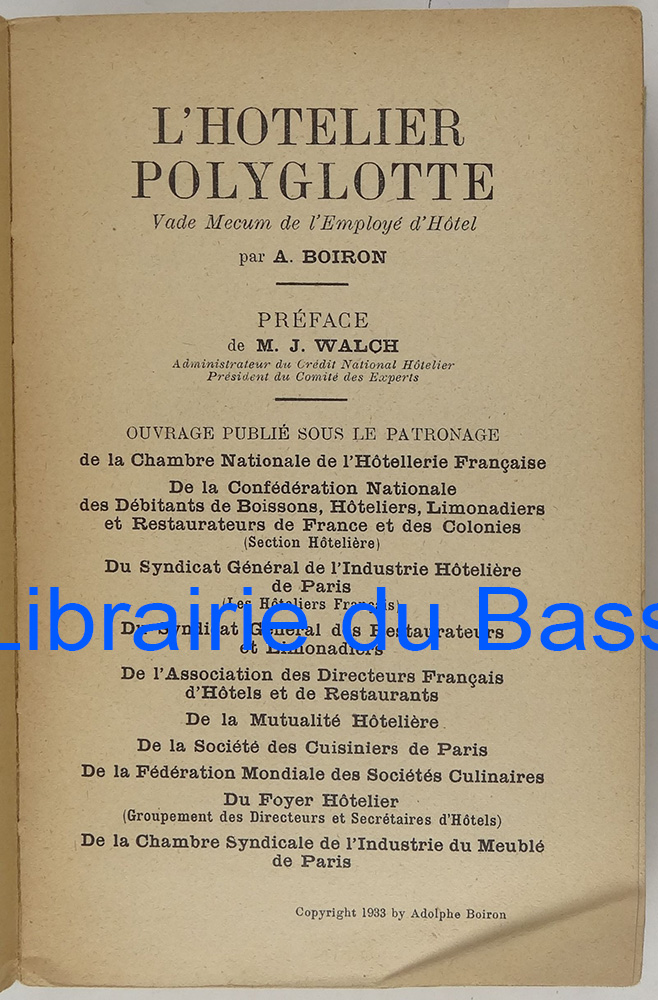 L'HOTELIER
POLYGLOTTE
Vade Mecum de l'Employé d'Hôtel
par A. BOIRON
PRÉFACE
de M. J. WALCH
Administrateur du Crédit National Hôtelier
Président du Comité des Experts
OUVRAGE PUBLIÉ SOUS LE PATRONAGE
de la Chambre Nationale de l'Hôtellerie Française
De la Confédération Nationale
des Débitants de Boissons, Hôteliers, Limonadiers
et Restaurateurs de France et des Colonies
(Section Hôtelière)
Du Syndicat Général de l'Industrie Hôtelière
de Paris
(Les Hôteliers Français)
Librairie du Bass
Du Syndicat Général des Restaurateurs
et Limonadiers
De l'Association des Directeurs Français
d'Hôtels et de Restaurants
De la Mutualité Hôtelière
De la Société des Cuisiniers de Paris
De la Fédération Mondiale des Sociétés Culinaires
Du Foyer Hôtelier
(Groupement des Directeurs et Secrétaires d'Hôtels)
De la Chambre Syndicale de l'Industrie du Meublé
de Paris
Copyright 1933 by Adolphe Boiron